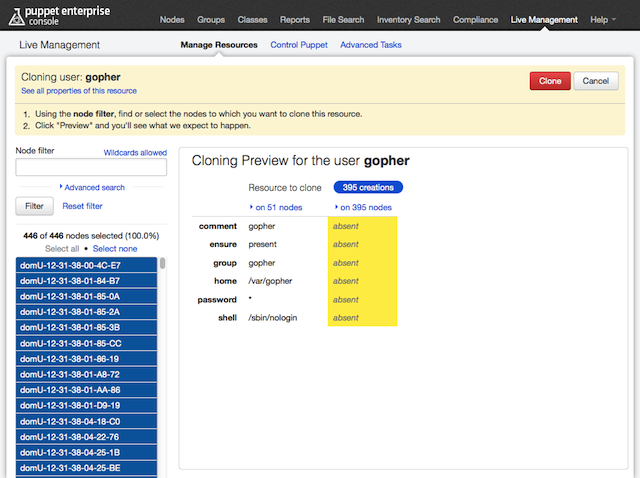 puppet enterprise
console
Nodes Groups Classes Reports File Search Inventory Search Compliance Live Management Help
Live Management Manage Resources Control Puppet Advanced Tasks
Cloning user: gopher
See all properties of this resource
Clone Cancel
1. Using the node filter, find or select the nodes to which you want to clone this resource.
2. Click "Preview" and you'll see what we expect to happen.
Node filter Wildcards allowed
Advanced search
Filter Reset filter
446 of 446 nodes selected (100.0%)
Select all • Select none
domU-12-31-38-00-4C-E7
domU-12-31-38-01-84-B7
domU-12-31-38-01-85-0A
domU-12-31-38-01-85-2A
domU-12-31-38-01-85-3B
domU-12-31-38-01-85-CC
domU-12-31-38-01-86-19
domU-12-31-38-01-A8-72
domU-12-31-38-01-AA-86
domU-12-31-38-01-D9-19
domU-12-31-38-04-18-C0
domU-12-31-38-04-22-76
domU-12-31-38-04-25-1B
domU-12-31-38-04-25-BE
Cloning Preview for the user gopher
Resource to clone 395 creations
on 51 nodes on 395 nodes
comment gopher absent
ensure present absent
group gopher absent
home /var/gopher absent
password * absent
shell /sbin/nologin absent